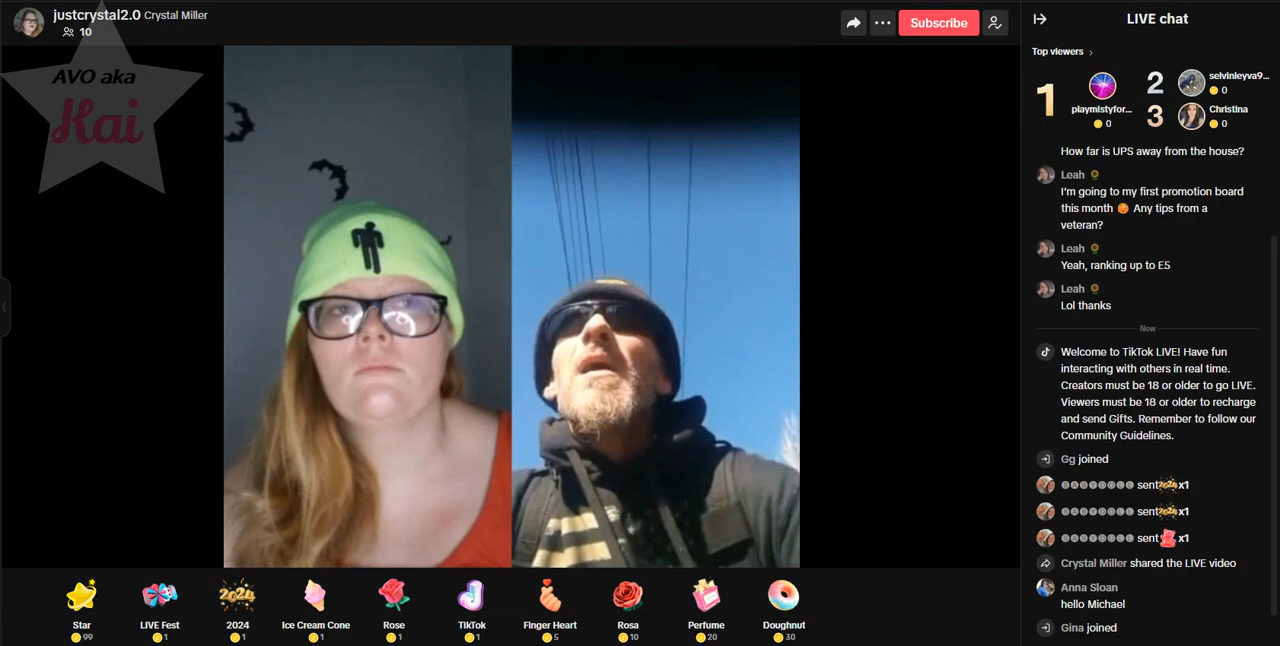 justcrystal2.0 Crystal Miller
10
AVO aka
Kai
Subscribe
LIVE chat
Top viewers
1
playmistyfor...
0
2
selvinleyva9...
0
3
Christina
0
How far is UPS away from the house?
Leah
I'm going to my first promotion board
this month Any tips from a
veteran?
Leah
Yeah, ranking up to E5
Leah
Lol thanks
Now
Welcome to TikTok LIVE! Have fun
interacting with others in real time.
Creators must be 18 or older to go LIVE.
Viewers must be 18 or older to recharge
and send Gifts. Remember to follow our
Community Guidelines.
Gg joined
🅑🅐🅑🅨🅓🅞🅛🅛 sent 2024 x1
🅑🅐🅑🅨🅓🅞🅛🅛 sent 2024 x1
🅑🅐🅑🅨🅓🅞🅛🅛 sent x1
Crystal Miller shared the LIVE video
Anna Sloan
hello Michael
Gina joined
2024
Star
99
LIVE Fest
1
2024
1
Ice Cream Cone
1
Rose
1
TikTok
1
Finger Heart
5
Rosa
10
Perfume
20
Doughnut
30